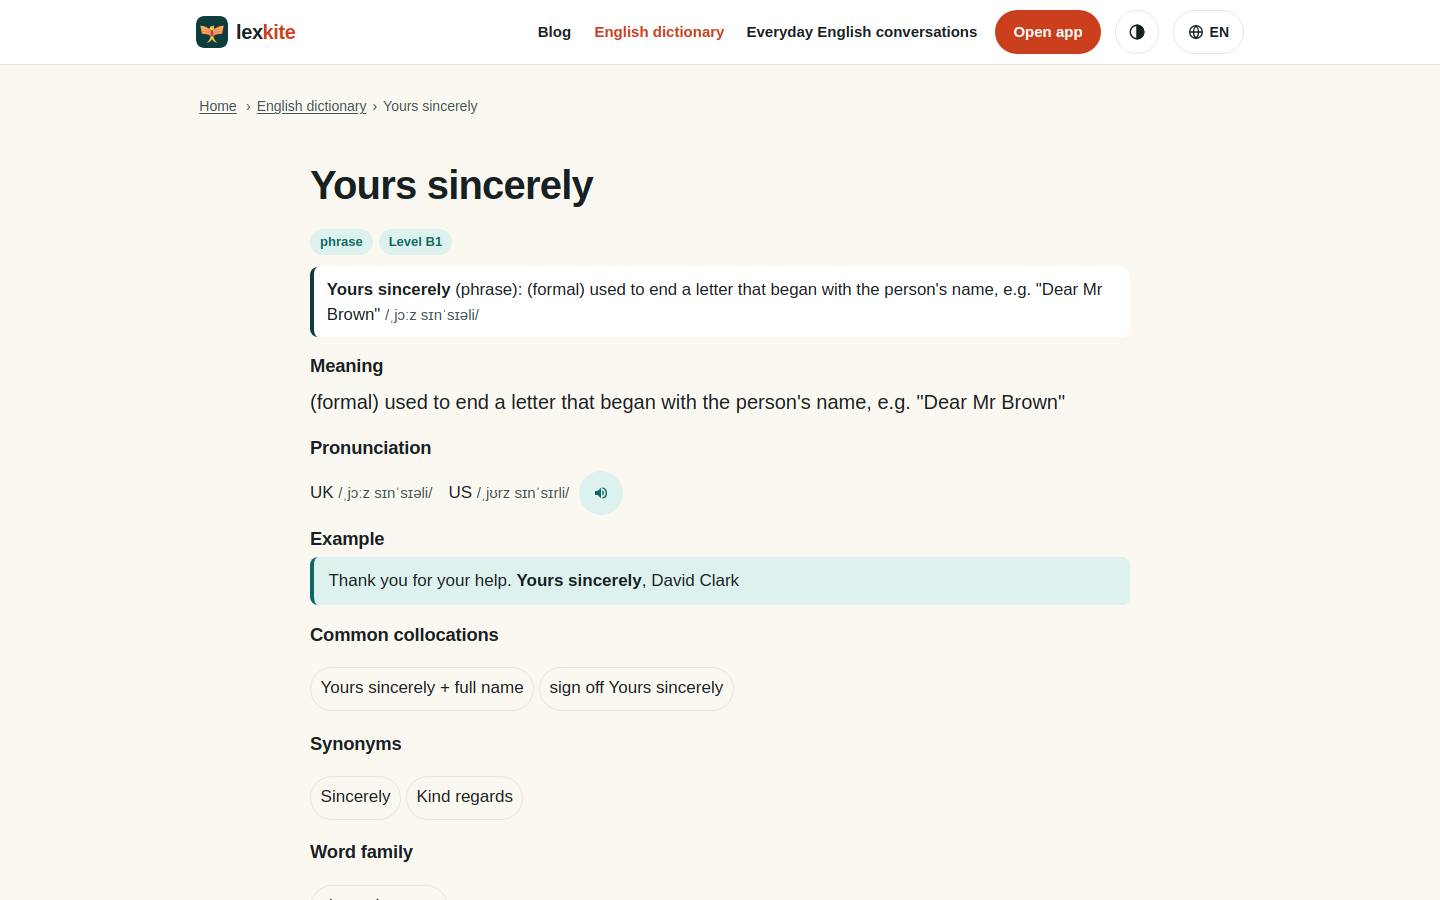 lexkite
Blog
English dictionary
Everyday English conversations
Open app
EN
Home › English dictionary › Yours sincerely
Yours sincerely
phrase
Level B1
Yours sincerely (phrase): (formal) used to end a letter that began with the person's name, e.g. "Dear Mr
Brown" /ˌjɔːz sɪnˈsɪəli/
Meaning
(formal) used to end a letter that began with the person's name, e.g. "Dear Mr Brown"
Pronunciation
UK /ˌjɔːz sɪnˈsɪəli/ US /ˌjʊrz sɪnˈsɪrli/
Example
Thank you for your help. Yours sincerely, David Clark
Common collocations
Yours sincerely + full name
sign off Yours sincerely
Synonyms
Sincerely
Kind regards
Word family